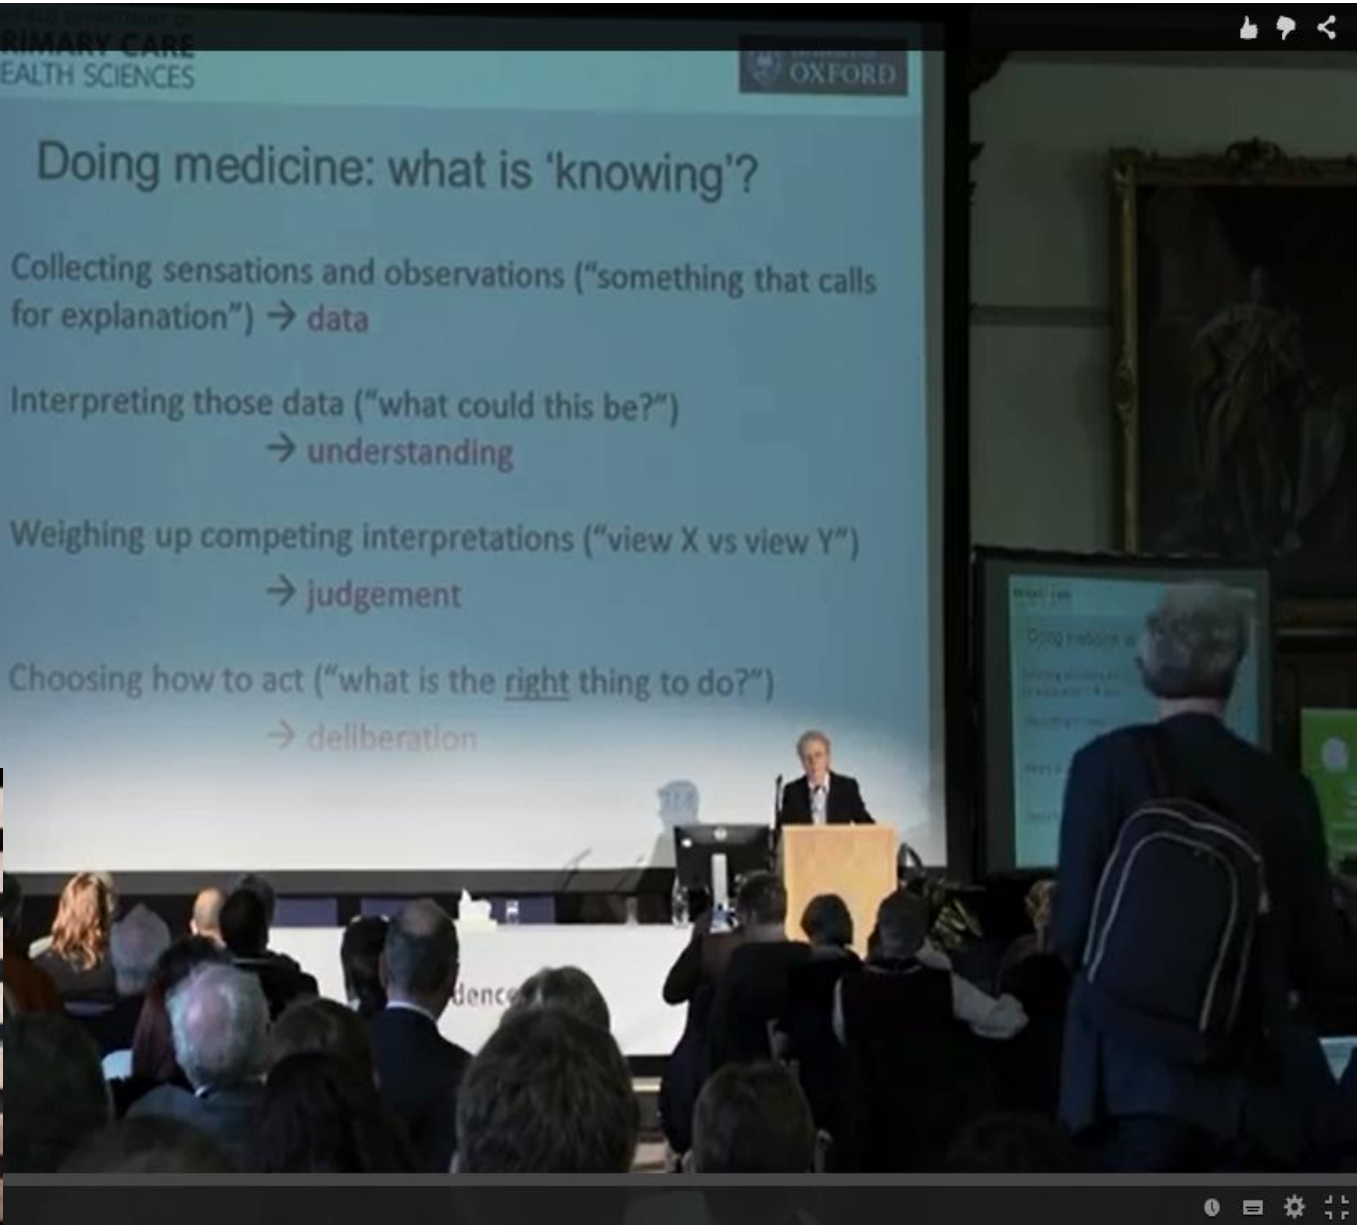 PRIMARY CARE
HEALTH SCIENCES
OXFORD
Doing medicine: what is 'knowing'?
Collecting sensations and observations (“something that calls
for explanation”) → data
Interpreting those data (“what could this be?”)
→ understanding
Weighing up competing interpretations (“view X vs view Y”)
→ judgement
Choosing how to act (“what is the right thing to do?”)
→ deliberation
dence